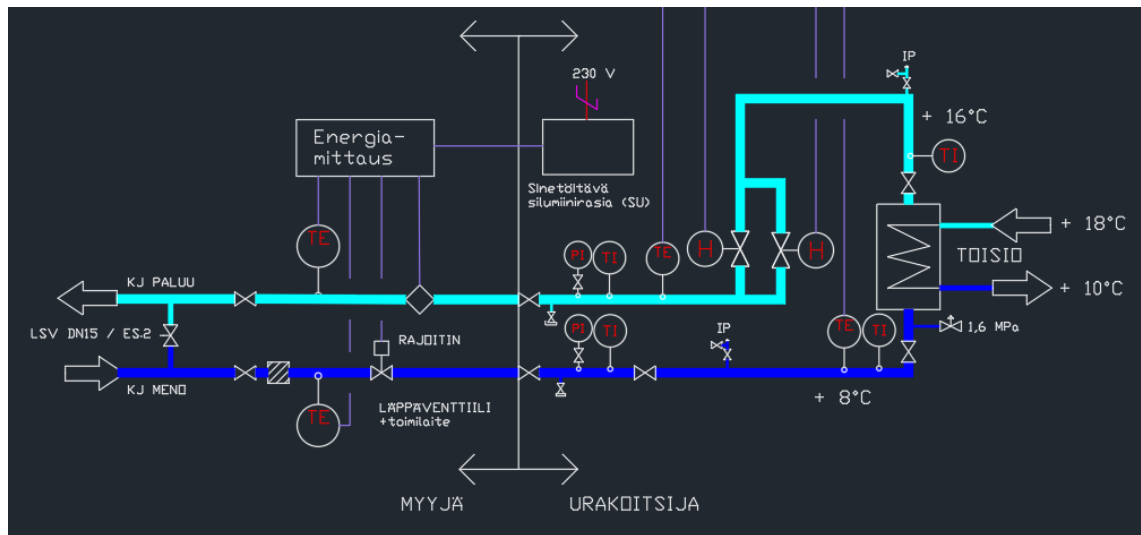 230 V
IP
+ 16°C
TI
Energia-
mittaus
Sinetöitävä
silumiinirasia (SU)
+ 18°C
TOISIO
+ 10°C
TE
PI
TI
TE
H
H
KJ PALUU
LSV DN15 / ES.2
RAJOITIN
PI
TI
IP
TE
TI
1,6 MPa
KJ MENO
TE
LÄPPÄVENTTIILI
+toimilaite
+ 8°C
MYYJÄ
URAKOITSIJA